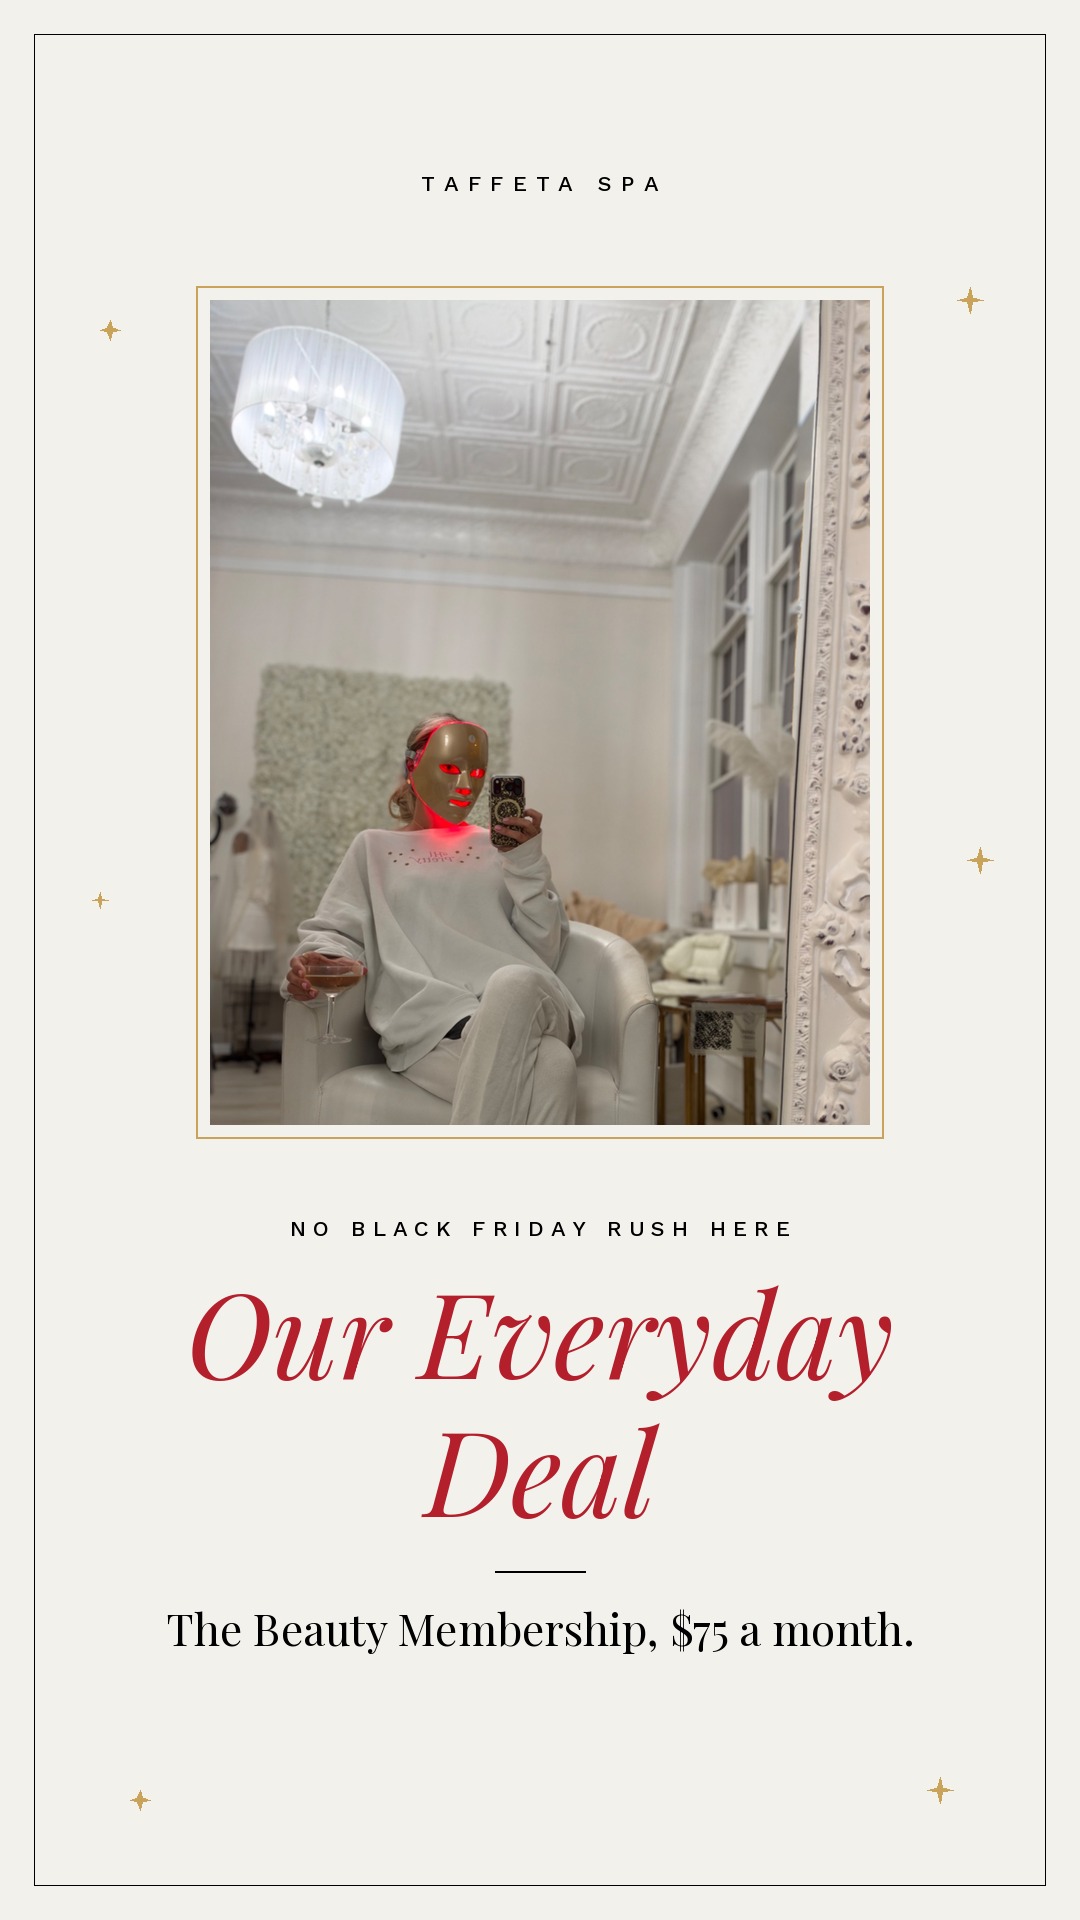 TAFFETA SPA
NO BLACK FRIDAY RUSH HERE
Our Everyday
Deal
The Beauty Membership, $75 a month.